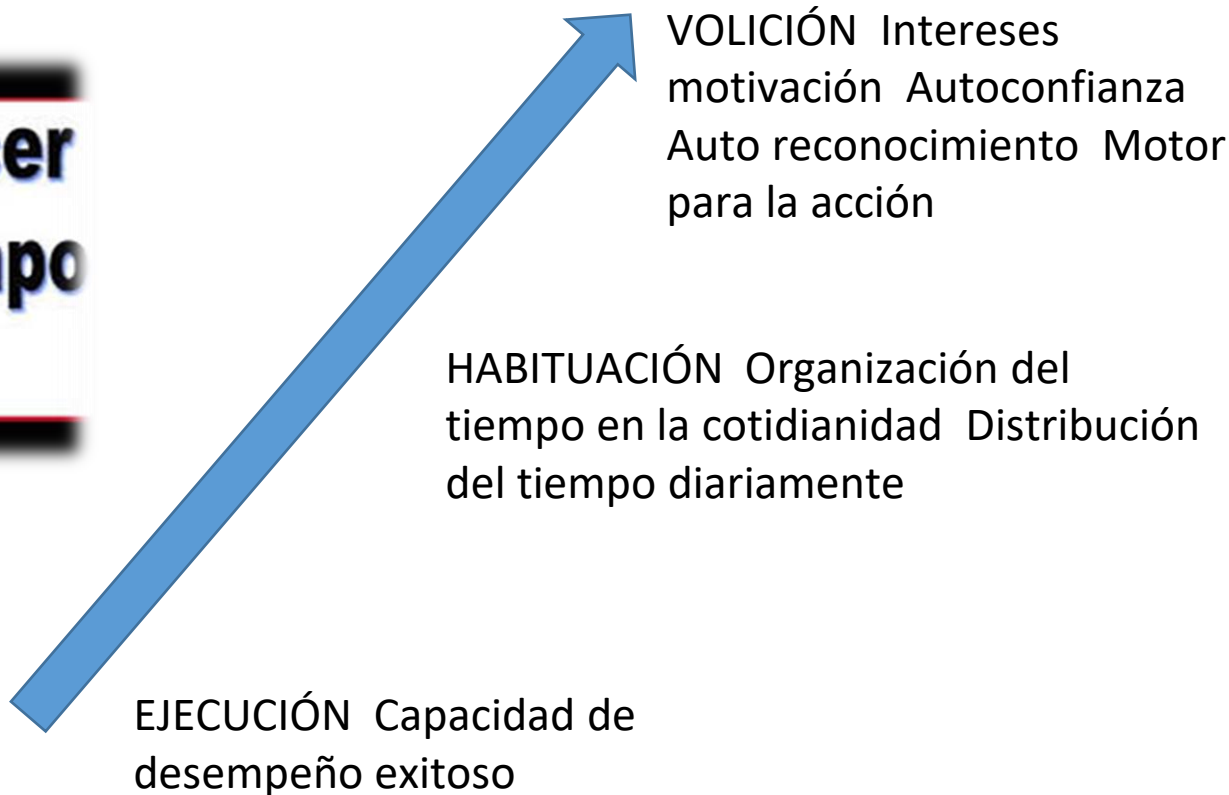 VOLICIÓN Intereses
motivación Autoconfianza
Auto reconocimiento Motor
para la acción
HABITUACIÓN Organización del
tiempo en la cotidianidad Distribución
del tiempo diariamente
EJECUCIÓN Capacidad de
desempeño exitoso